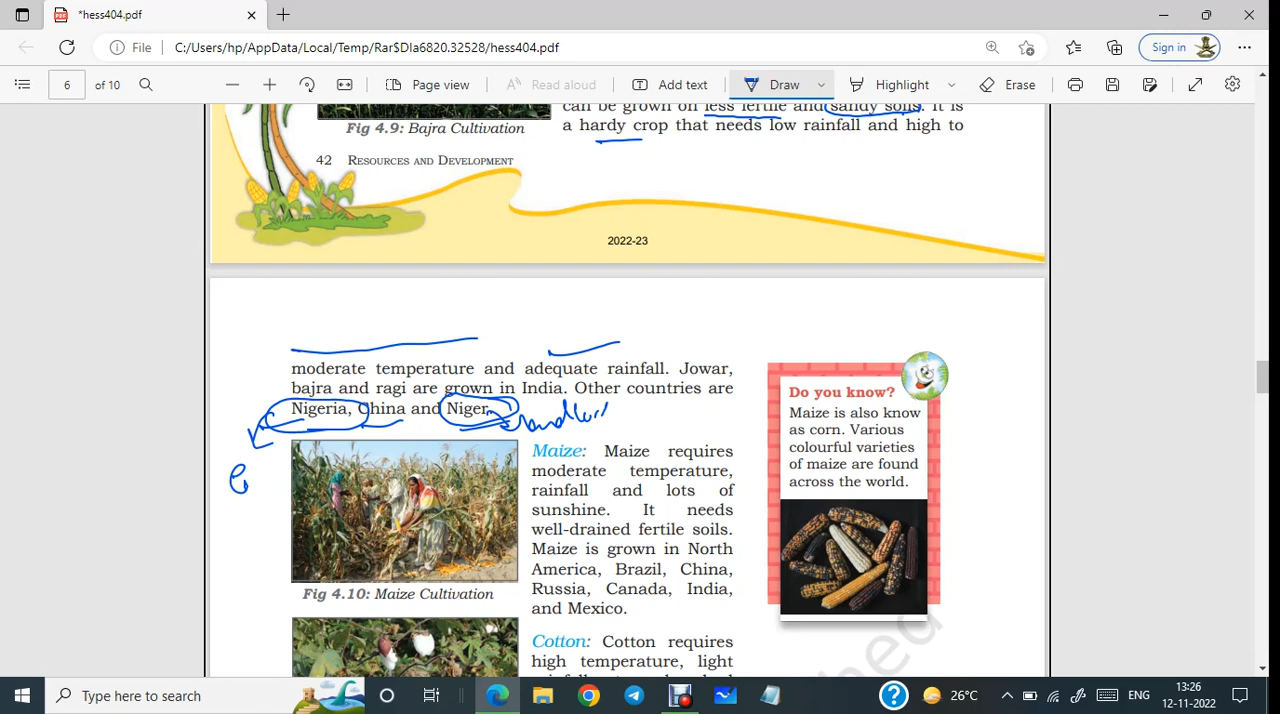 *hess404.pdf
File C:/Users/hp/AppData/Local/Temp/Rar$DIa6820.32528/hess404.pdf Sign in
6 of 10 Page view Read aloud Add text Draw Highlight Erase
can be grown on less fertile and sandy soils. It is
Fig 4.9: Bajra Cultivation
a hardy crop that needs low rainfall and high to
42 RESOURCES AND DEVELOPMENT
2022-23
moderate temperature and adequate rainfall. Jowar,
bajra and ragi are grown in India. Other countries are
Nigeria, China and Niger.
Maize: Maize requires
moderate temperature,
rainfall and lots of
sunshine. It needs
well-drained fertile soils.
Maize is grown in North
America, Brazil, China,
Russia, Canada, India,
and Mexico.
Fig 4.10: Maize Cultivation
Cotton: Cotton requires
high temperature, light
Do you know?
Maize is also know
as corn. Various
colourful varieties
of maize are found
across the world.
Type here to search
26°C ENG 13:26
12-11-2022